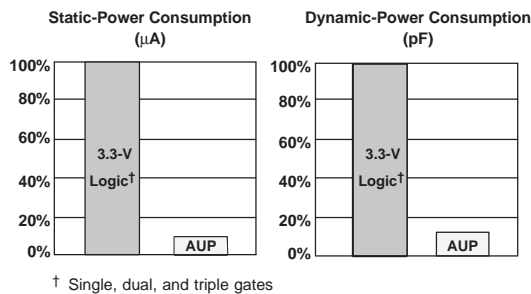 Static-Power Consumption
(μA)
100%
80%
60%
40%
20%
0%
3.3-V
Logic†
AUP
Dynamic-Power Consumption
(pF)
100%
80%
60%
40%
20%
0%
3.3-V
Logic†
AUP
† Single, dual, and triple gates